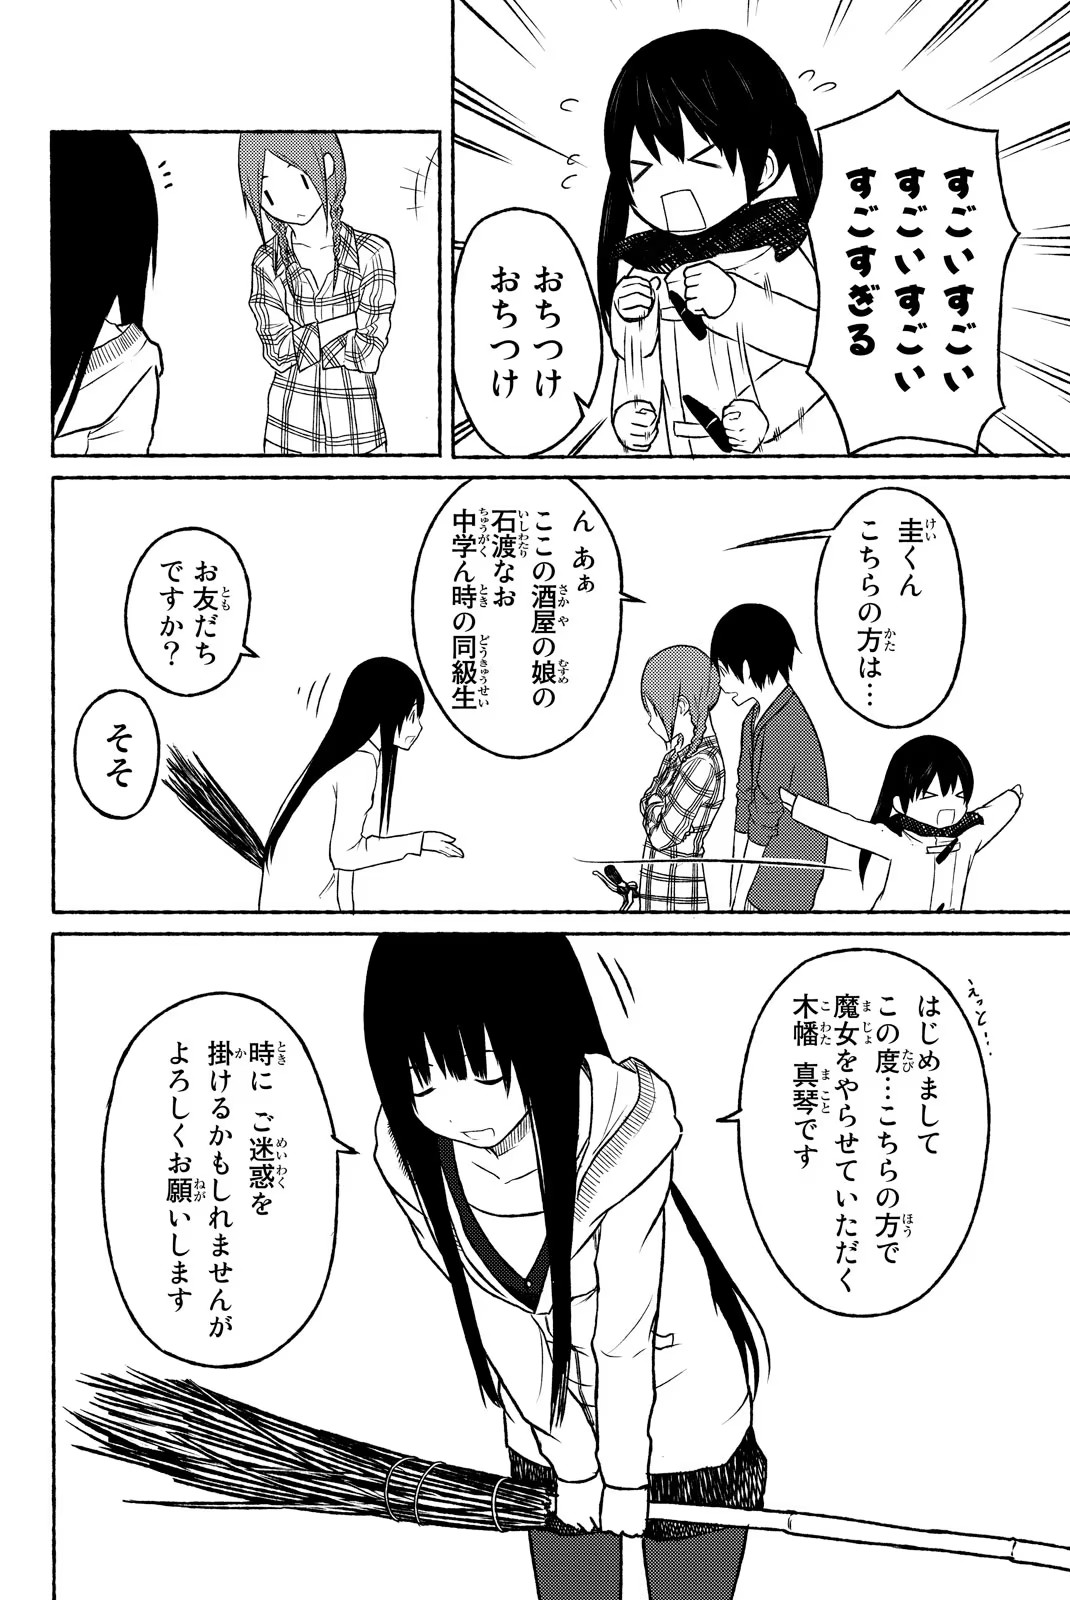 すごいすごい
すごいすごい
すごすぎる
おちつけ
おちつけ
圭くん
こちらの方は…
ん あぁ
ここの酒屋の娘の
石渡なお
中学ん時の同級生
お友だち
ですか？
そそ
えっと…
はじめまして
この度…こちらの方で
魔女をやらせていただく
木幡 真琴です
時に ご迷惑を
掛けるかもしれませんが
よろしくお願いします